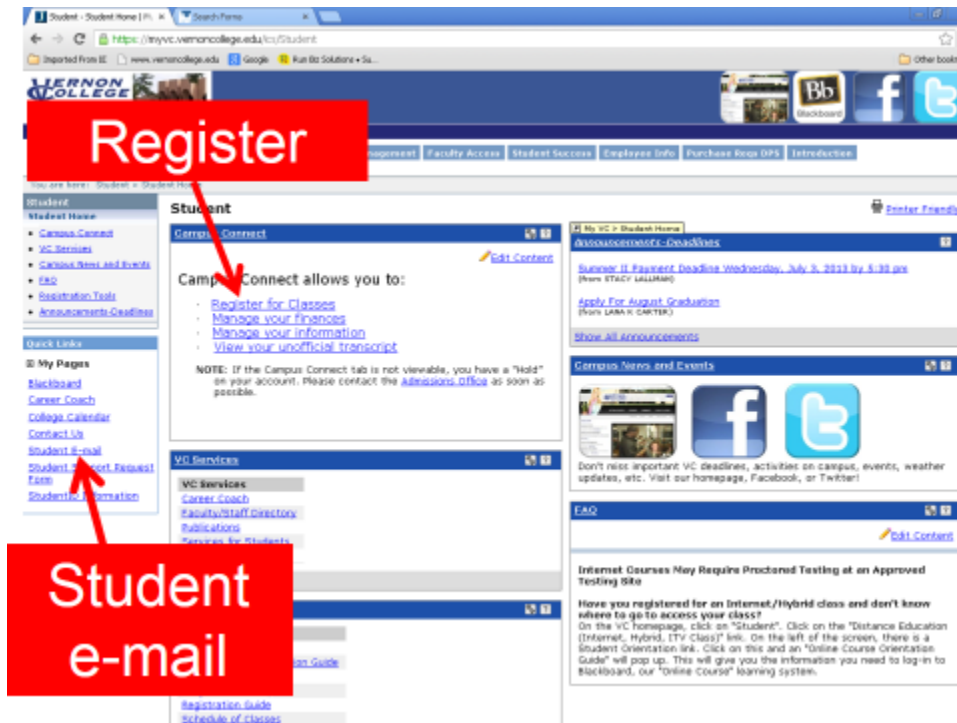 Student - Student Home | Pi.
Search Forms
https://myvc.vernoncollege.edu/ics/Student
Imported From IE
www.vernoncollege.edu
Google
Run Biz Solutions • Su...
Other book
VERNON
COLLEGE
Bb
Blackboard
Register
Faculty Access
Student Success
Employee Info
Purchase Reqs DPS
Introduction
You are here: Student > Student Home
Student
Student Home
Campus Connect
VC Services
Campus News and Events
FAQ
Registration Tools
Announcements-Deadlines
Quick Links
My Pages
Blackboard
Career Coach
College Calendar
Contact Us
Student E-mail
Student Support Request
Form
Information
Student
e-mail
Student
Printer Friendly
Campus Connect
Edit Content
Campus Connect allows you to:
· Register for Classes
· Manage your finances
· Manage your information
· View your unofficial transcript
NOTE: If the Campus Connect tab is not viewable, you have a "Hold"
on your account. Please contact the Admissions Office as soon as
possible.
VC Services
VC Services
Career Coach
Faculty/Staff Directory
Publications
Services for Students
Guide
Registration Guide
Schedule of Classes
My VC > Student Home
Announcements-Deadlines
Summer II Payment Deadline Wednesday, July 3, 2013 by 5:30 pm
(from STACY LALLMAN)
Apply For August Graduation
(from LANA K CARTER)
Show All Announcements
Campus News and Events
Don't miss important VC deadlines, activities on campus, events, weather
updates, etc. Visit our homepage, Facebook, or Twitter!
FAQ
Edit Content
Internet Courses May Require Proctored Testing at an Approved
Testing Site
Have you registered for an Internet/Hybrid class and don't know
where to go to access your class?
On the VC homepage, click on "Student". Click on the "Distance Education
(Internet, Hybrid, ITV Class)" link. On the left of the screen, there is a
Student Orientation link. Click on this and an "Online Course Orientation
Guide" will pop up. This will give you the information you need to log-in to
Blackboard, our "Online Course" learning system.